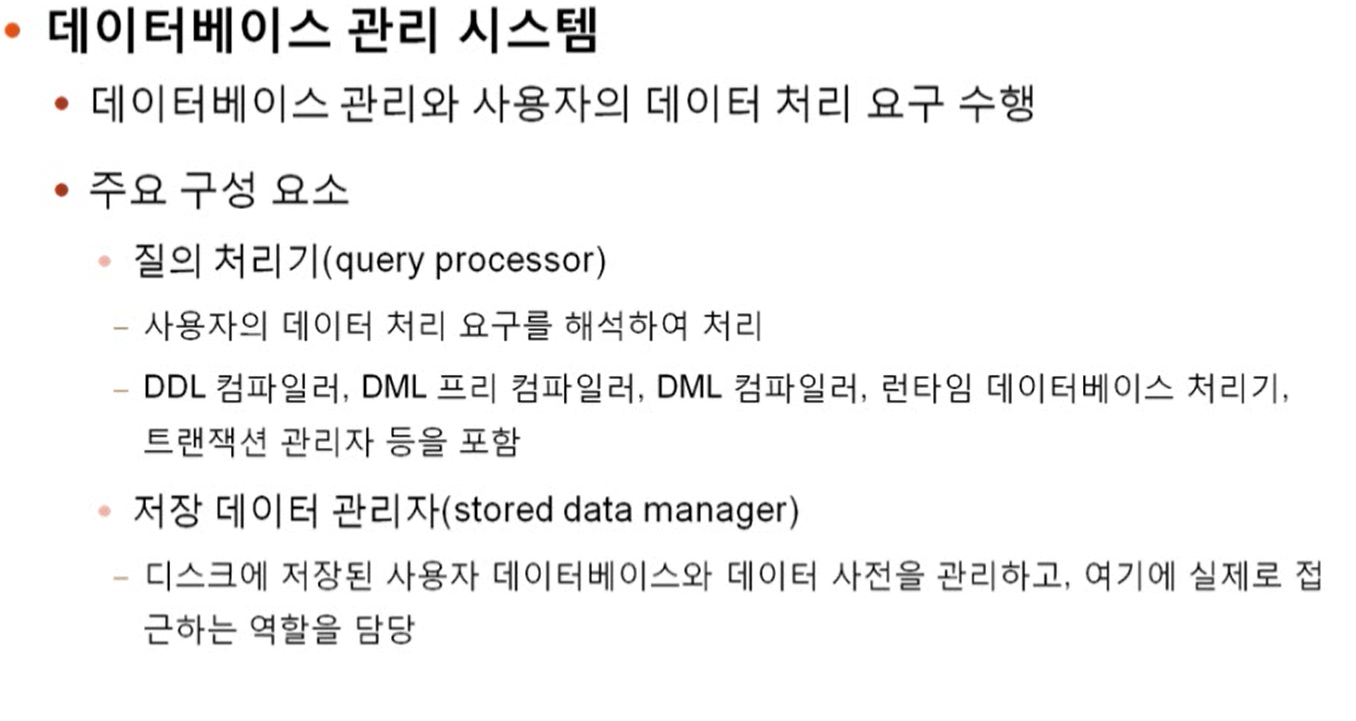 • 데이터베이스 관리 시스템
• 데이터베이스 관리와 사용자의 데이터 처리 요구 수행
• 주요 구성 요소
• 질의 처리기(query processor)
– 사용자의 데이터 처리 요구를 해석하여 처리
– DDL 컴파일러, DML 프리 컴파일러, DML 컴파일러, 런타임 데이터베이스 처리기,
트랜잭션 관리자 등을 포함
• 저장 데이터 관리자(stored data manager)
– 디스크에 저장된 사용자 데이터베이스와 데이터 사전을 관리하고, 여기에 실제로 접
근하는 역할을 담당